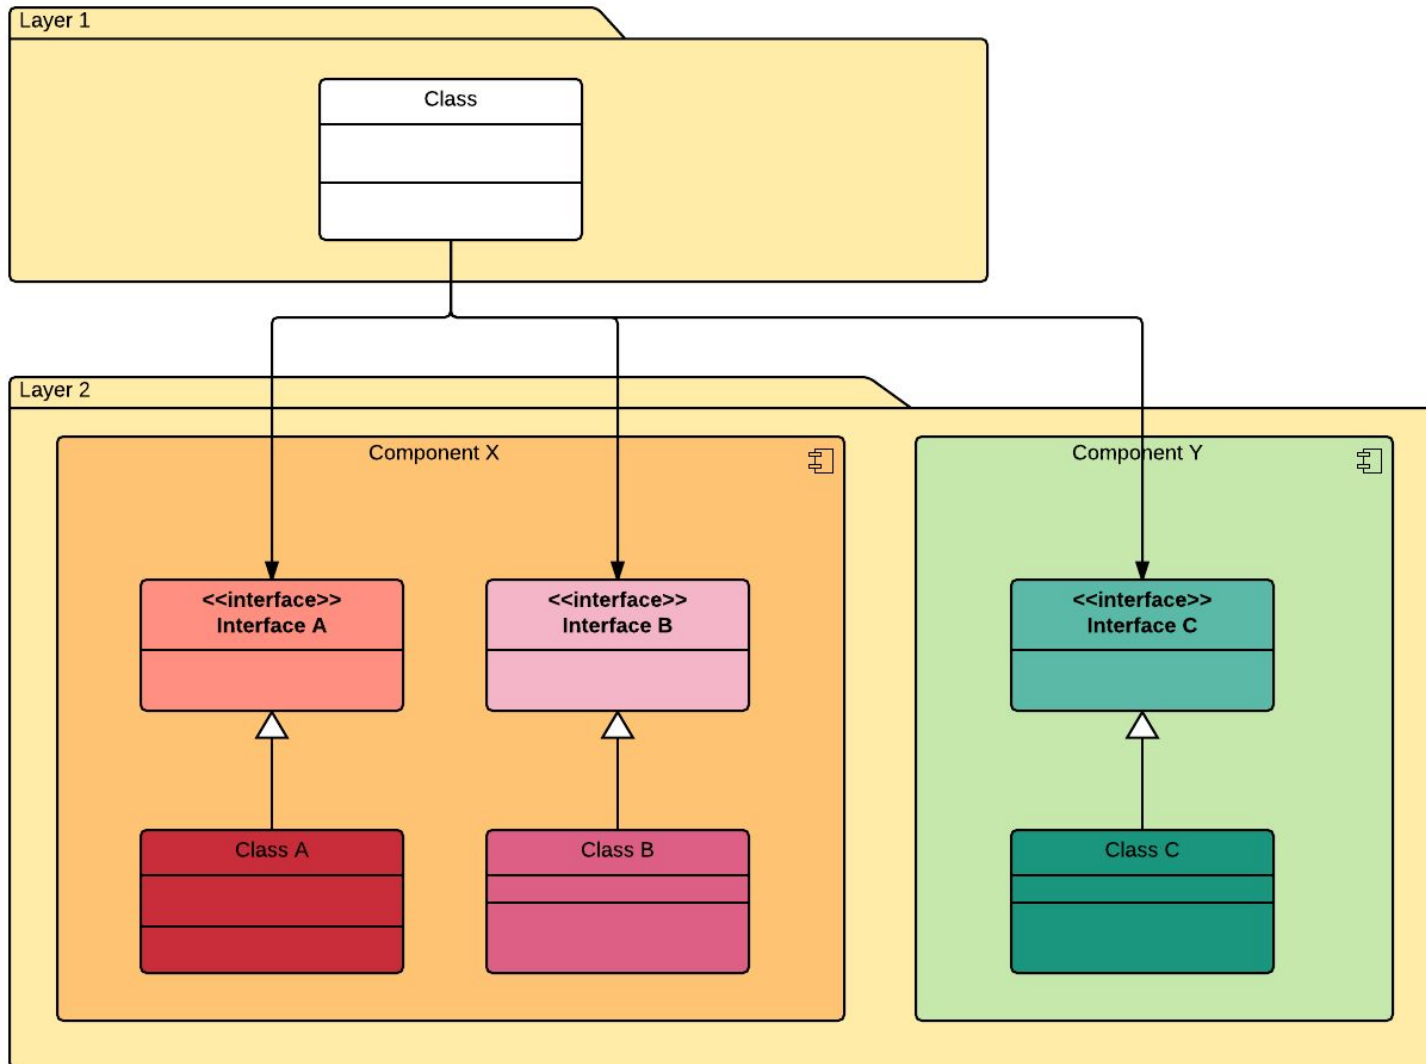 Layer 1
Class
Layer 2
Component X
Component Y
<<interface>>
Interface A
<<interface>>
Interface B
<<interface>>
Interface C
Class A
Class B
Class C